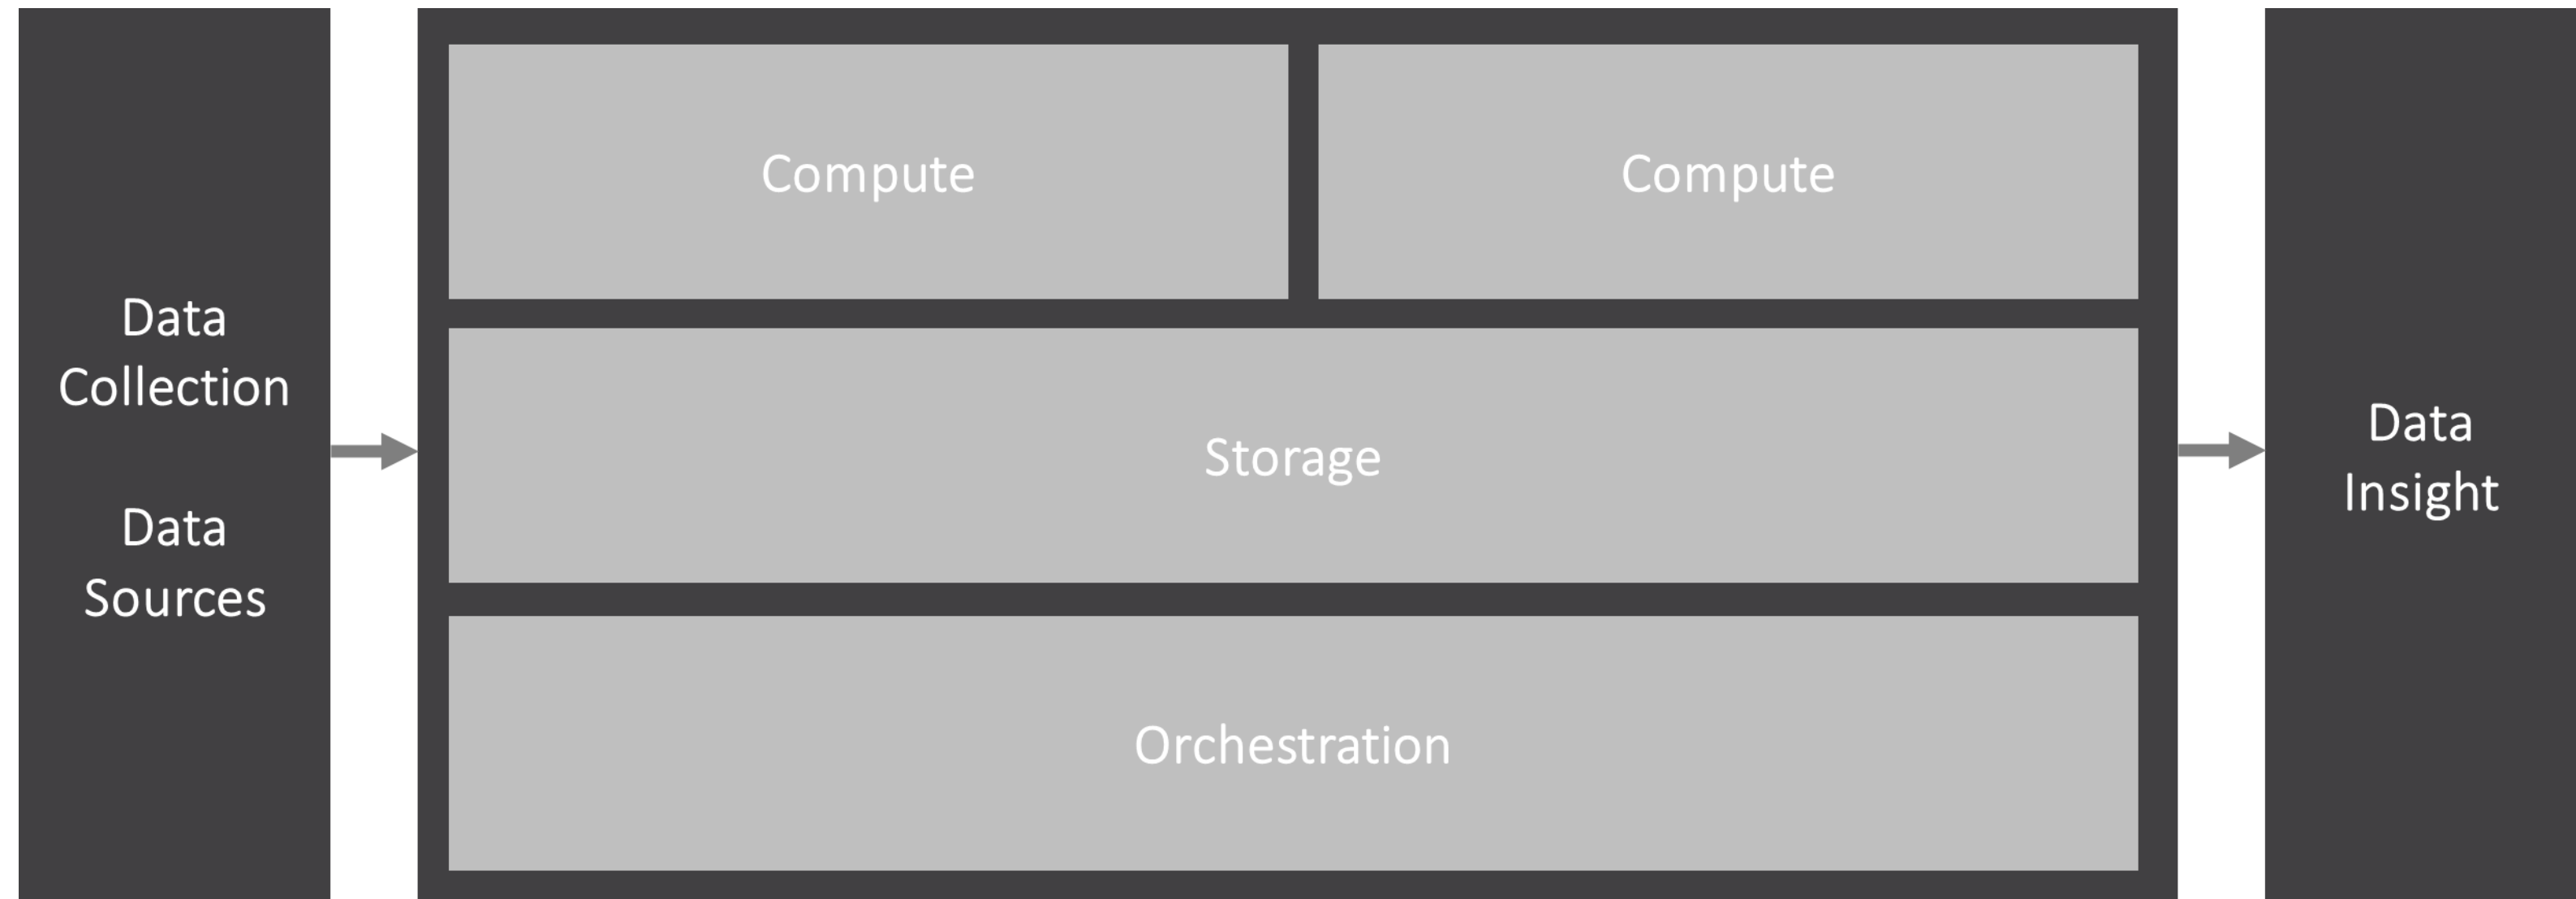 Data
Collection
Data
Sources
Compute
Compute
Storage
Orchestration
Data
Insight